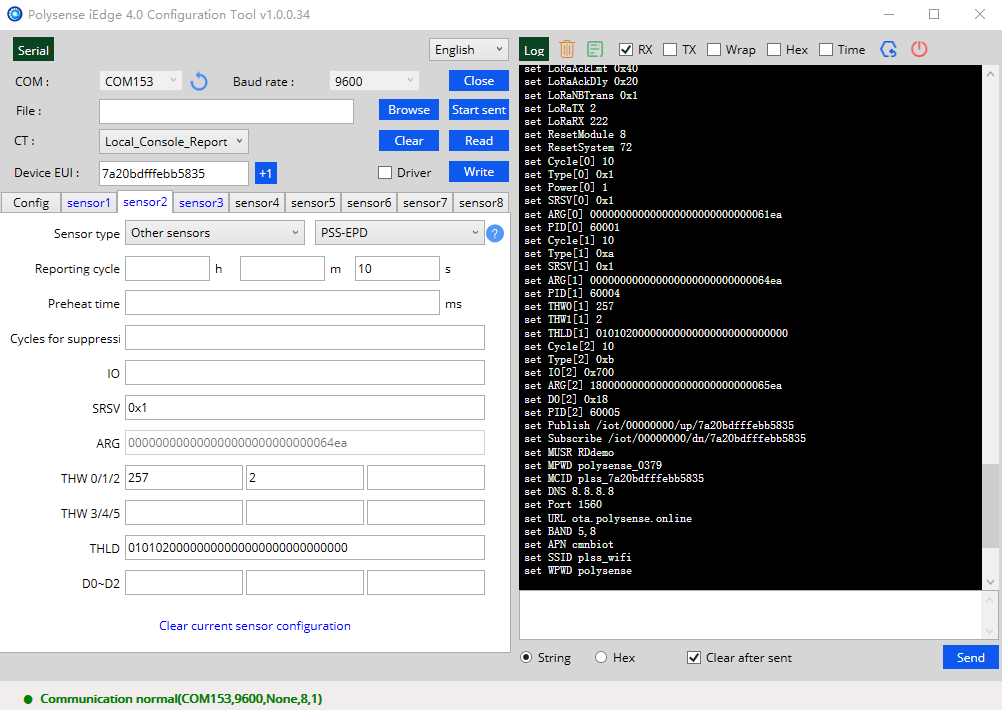 Polysense iEdge 4.0 Configuration Tool v1.0.0.34
Serial
English
COM :
COM153
Baud rate :
9600
Close
File :
Browse
Start sent
CT :
Local_Console_Report
Clear
Read
Device EUI :
7a20bdfffebb5835
+1
Driver
Write
Config
sensor1
sensor2
sensor3
sensor4
sensor5
sensor6
sensor7
sensor8
Sensor type
Other sensors
PSS-EPD
?
Reporting cycle
h
m
10
s
Preheat time
ms
Cycles for suppressi
IO
SRSV
0x1
ARG
THW 0/1/2
257
2
THW 3/4/5
THLD
D0~D2
Clear current sensor configuration
Log
RX
TX
Wrap
Hex
Time
set LoRaAckLmt 0x40
set LoRaAckDly 0x20
set LoRaNBTrans 0x1
set LoRaTX 2
set LoRaRX 222
set ResetModule 8
set ResetSystem 72
set Cycle[0] 10
set Type[0] 0x1
set Power[0] 1
set SRSV[0] 0x1
set ARG[0] 00000000000000000000000000061ea
set PID[0] 60001
set Cycle[1] 10
set Type[1] 0xa
set SRSV[1] 0x1
set ARG[1] 00000000000000000000000000064ea
set PID[1] 60004
set THW0[1] 257
set THW1[1] 2
set THLD[1] 01010200000000000000000000000000
set Cycle[2] 10
set Type[2] 0xb
set IO[2] 0x700
set ARG[2] 18000000000000000000000000065ea
set D0[2] 0x18
set PID[2] 60005
set Publish /iot/00000000/up/7a20bdfffebb5835
set Subscribe /iot/00000000/dn/7a20bdfffebb5835
set MUSR RDdemo
set MPWD polysense_0379
set MCID plss_7a20bdfffebb5835
set DNS 8.8.8.8
set Port 1560
set URL ota.polysense.online
set BAND 5,8
set APN cmnbiot
set SSID plss_wifi
set WPWD polysense
String
Hex
Clear after sent
Send
Communication normal(COM153,9600,None,8,1)